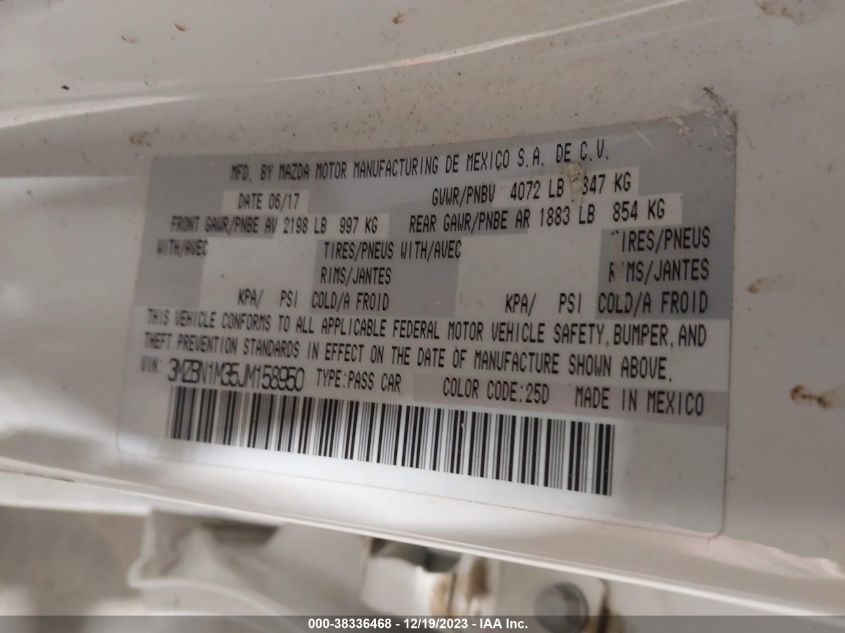 MFD. BY MAZDA MOTOR MANUFACTURING DE MEXICO S.A. DE C.V.
DATE 06/17 GVWR/PNBV 4072 LB 347 KG
FRONT GAWR/PNBE AV 2198 LB 997 KG REAR GAWR/PNBE AR 1883 LB 854 KG
WITH/AVEC TIRES/PNEUS WITH/AVEC TIRES/PNEUS
RIMS/JANTES RIMS/JANTES
KPA/ PSI COLD/A FROID KPA/ PSI COLD/A FROID
THIS VEHICLE CONFORMS TO ALL APPLICABLE FEDERAL MOTOR VEHICLE SAFETY, BUMPER, AND
THEFT PREVENTION STANDARDS IN EFFECT ON THE DATE OF MANUFACTURE SHOWN ABOVE.
VIN: 3MZBN1M35JM158950 TYPE:PASS CAR COLOR CODE:25D MADE IN MEXICO
000-38336468 - 12/19/2023 - IAA Inc.